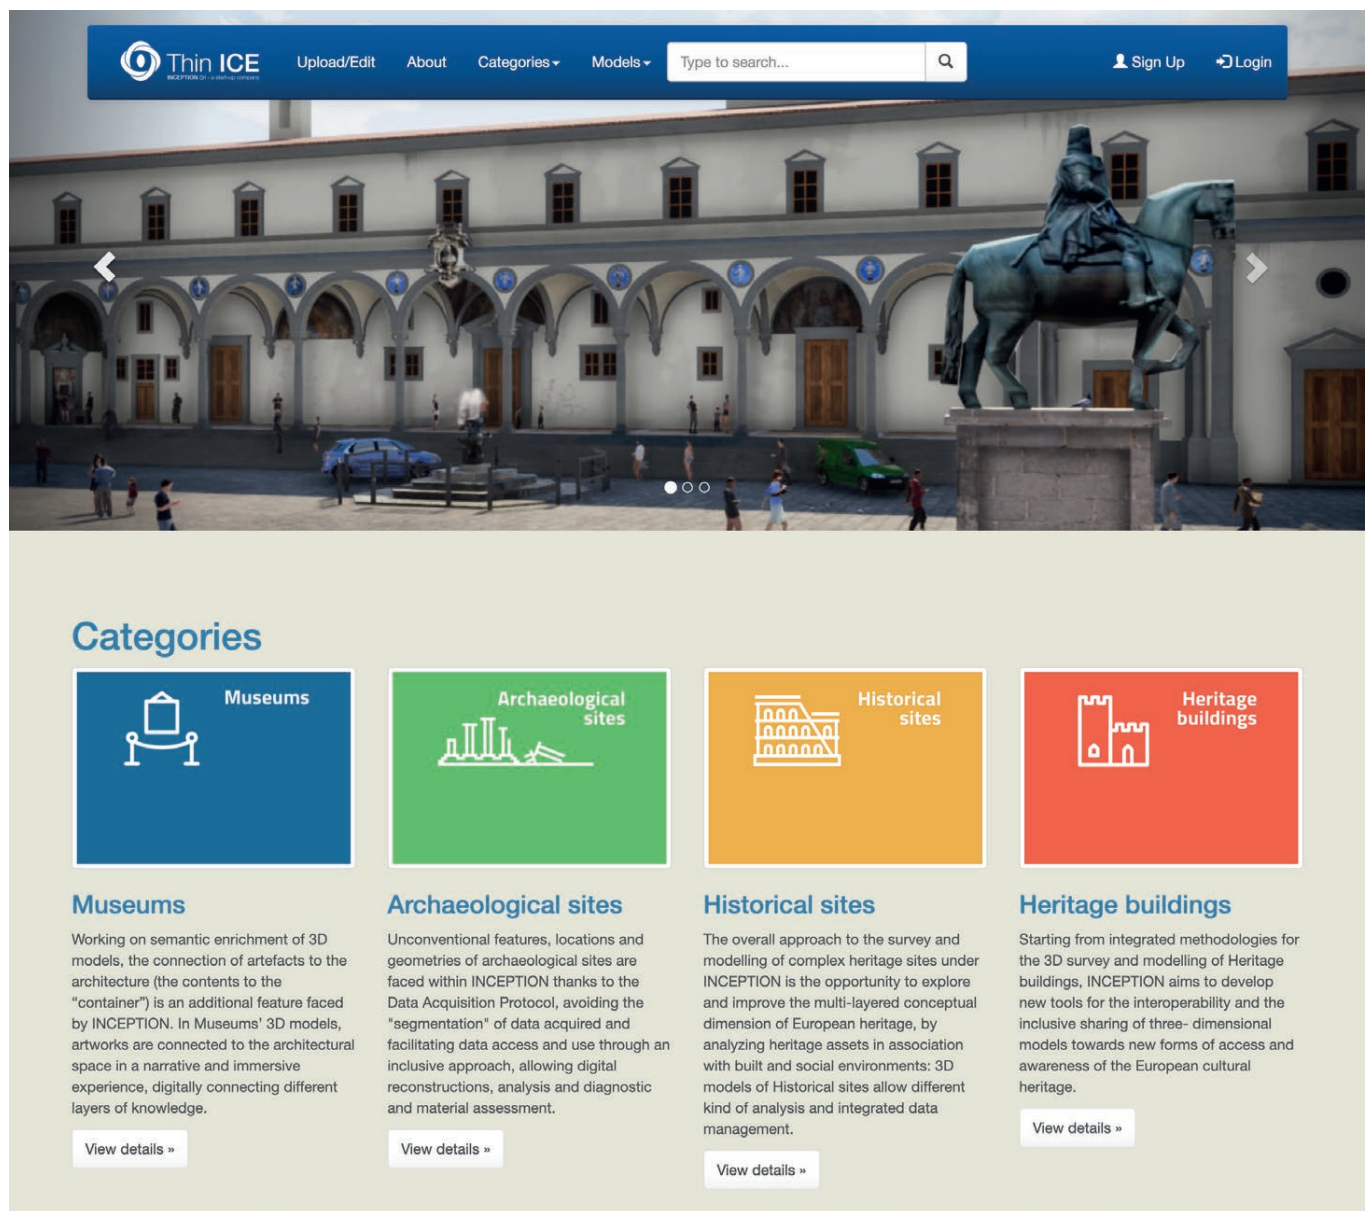 Thin ICE
INCEPTION Srl - a start-up company
Upload/Edit
About
Categories
Models
Type to search...
Sign Up
Login
Categories
Museums
Archaeological
sites
Historical
sites
Heritage
buildings
Museums
Working on semantic enrichment of 3D
models, the connection of artefacts to the
architecture (the contents to the
“container”) is an additional feature faced
by INCEPTION. In Museums' 3D models,
artworks are connected to the architectural
space in a narrative and immersive
experience, digitally connecting different
layers of knowledge.
View details »
Archaeological sites
Unconventional features, locations and
geometries of archaeological sites are
faced within INCEPTION thanks to the
Data Acquisition Protocol, avoiding the
"segmentation" of data acquired and
facilitating data access and use through an
inclusive approach, allowing digital
reconstructions, analysis and diagnostic
and material assessment.
View details »
Historical sites
The overall approach to the survey and
modelling of complex heritage sites under
INCEPTION is the opportunity to explore
and improve the multi-layered conceptual
dimension of European heritage, by
analyzing heritage assets in association
with built and social environments: 3D
models of Historical sites allow different
kind of analysis and integrated data
management.
View details »
Heritage buildings
Starting from integrated methodologies for
the 3D survey and modelling of Heritage
buildings, INCEPTION aims to develop
new tools for the interoperability and the
inclusive sharing of three- dimensional
models towards new forms of access and
awareness of the European cultural
heritage.
View details »